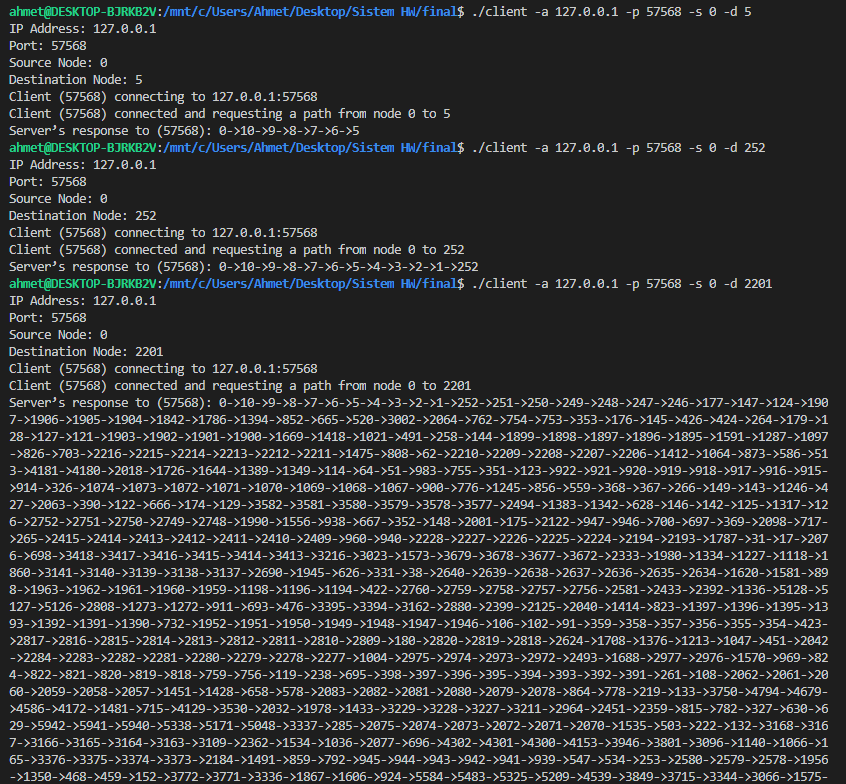 ahmet@DESKTOP-BJRKB2V:/mnt/c/Users/Ahmet/Desktop/Sistem HW/final$ ./client -a 127.0.0.1 -p 57568 -s 0 -d 5
IP Address: 127.0.0.1
Port: 57568
Source Node: 0
Destination Node: 5
Client (57568) connecting to 127.0.0.1:57568
Client (57568) connected and requesting a path from node 0 to 5
Server’s response to (57568): 0->10->9->8->7->6->5
ahmet@DESKTOP-BJRKB2V:/mnt/c/Users/Ahmet/Desktop/Sistem HW/final$ ./client -a 127.0.0.1 -p 57568 -s 0 -d 252
IP Address: 127.0.0.1
Port: 57568
Source Node: 0
Destination Node: 252
Client (57568) connecting to 127.0.0.1:57568
Client (57568) connected and requesting a path from node 0 to 252
Server’s response to (57568): 0->10->9->8->7->6->5->4->3->2->1->252
ahmet@DESKTOP-BJRKB2V:/mnt/c/Users/Ahmet/Desktop/Sistem HW/final$ ./client -a 127.0.0.1 -p 57568 -s 0 -d 2201
IP Address: 127.0.0.1
Port: 57568
Source Node: 0
Destination Node: 2201
Client (57568) connecting to 127.0.0.1:57568
Client (57568) connected and requesting a path from node 0 to 2201
Server’s response to (57568): 0->10->9->8->7->6->5->4->3->2->1->252->251->250->249->248->247->246->177->147->124->190
7->1906->1905->1904->1842->1786->1394->852->665->520->3002->2064->762->754->753->353->176->145->426->424->264->179->1
28->127->121->1903->1902->1901->1900->1669->1418->1021->491->258->144->1899->1898->1897->1896->1895->1591->1287->1097
->826->703->2216->2215->2214->2213->2212->2211->1475->808->62->2210->2209->2208->2207->2206->1412->1064->873->586->51
3->4181->4180->2018->1726->1644->1389->1349->114->64->51->983->755->351->123->922->921->920->919->918->917->916->915-
>914->326->1074->1073->1072->1071->1070->1069->1068->1067->900->776->1245->856->559->368->367->266->149->143->1246->4
27->2063->390->122->666->174->129->3582->3581->3580->3579->3578->3577->2494->1383->1342->628->146->142->125->1317->12
6->2752->2751->2750->2749->2748->1990->1556->938->667->352->148->2001->175->2122->947->946->700->697->369->2098->717-
>265->2415->2414->2413->2412->2411->2410->2409->960->940->2228->2227->2226->2225->2224->2194->2193->1787->31->17->207
6->698->3418->3417->3416->3415->3414->3413->3216->3023->1573->3679->3678->3677->3672->2333->1980->1334->1227->1118->1
860->3141->3140->3139->3138->3137->2690->1945->626->331->38->2640->2639->2638->2637->2636->2635->2634->1620->1581->89
8->1963->1962->1961->1960->1959->1198->1196->1194->422->2760->2759->2758->2757->2756->2581->2433->2392->1336->5128->5
127->5126->2808->1273->1272->911->693->476->3395->3394->3162->2880->2399->2125->2040->1414->823->1397->1396->1395->13
93->1392->1391->1390->732->1952->1951->1950->1949->1948->1947->1946->106->102->91->359->358->357->356->355->354->423-
>2817->2816->2815->2814->2813->2812->2811->2810->2809->180->2820->2819->2818->2624->1708->1376->1213->1047->451->2042
->2284->2283->2282->2281->2280->2279->2278->2277->1004->2975->2974->2973->2972->2493->1688->2977->2976->1570->969->82
4->822->821->820->819->818->759->756->119->238->695->398->397->396->395->394->393->392->391->261->108->2062->2061->20
60->2059->2058->2057->1451->1428->658->578->2083->2082->2081->2080->2079->2078->864->778->219->133->3750->4794->4679-
>4586->4172->1481->715->4129->3530->2032->1978->1433->3229->3228->3227->3211->2964->2451->2359->815->782->327->630->6
29->5942->5941->5940->5338->5171->5048->3337->285->2075->2074->2073->2072->2071->2070->1535->503->222->132->3168->316
7->3166->3165->3164->3163->3109->2362->1534->1036->2077->696->4302->4301->4300->4153->3946->3801->3096->1140->1066->1
65->3376->3375->3374->3373->2184->1491->859->792->945->944->943->942->941->939->547->534->253->2580->2579->2578->1956
->1350->468->459->152->3772->3771->3336->1867->1606->924->5584->5483->5325->5209->4539->3849->3715->3344->3066->1575-